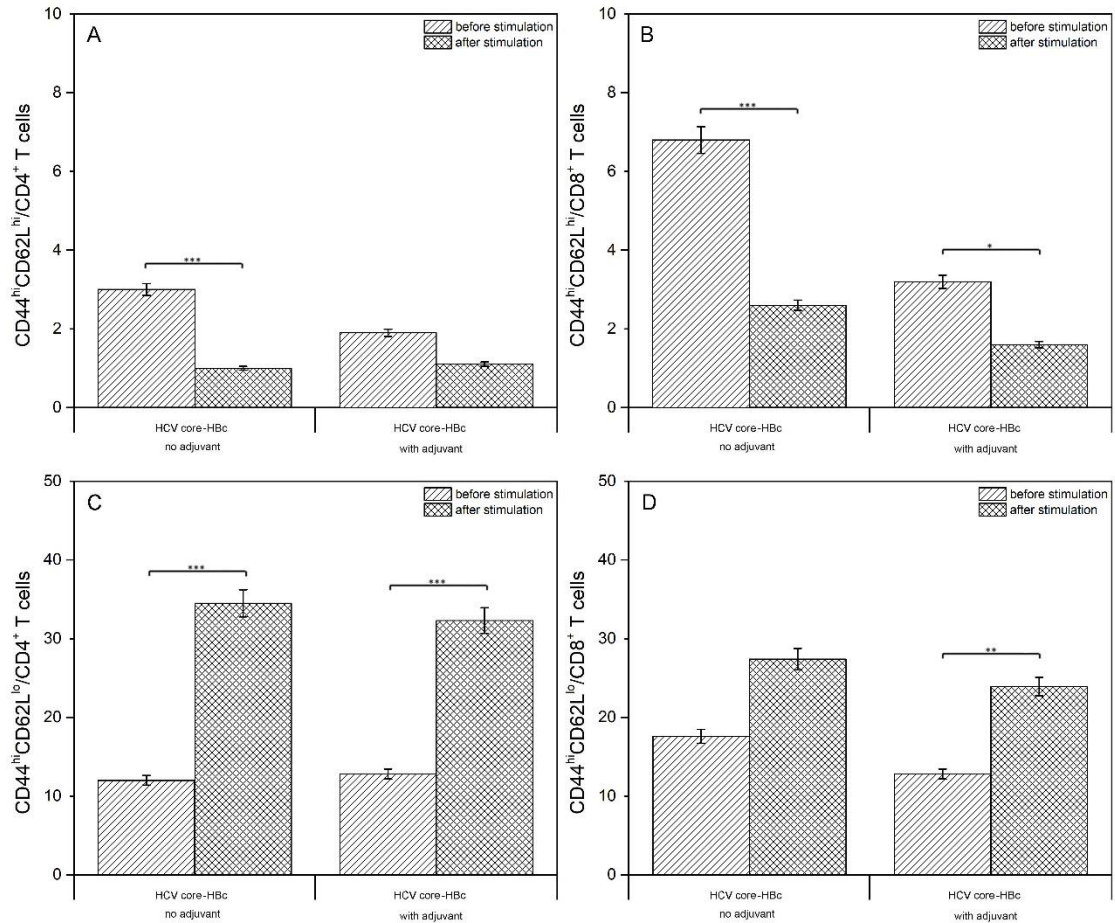 A
before stimulation
after stimulation
CD44hiCD62Lhi/CD4+ T cells
10
8
6
4
2
0
***
HCV core-HBc
no adjuvant
HCV core-HBc
with adjuvant
B
before stimulation
after stimulation
CD44hiCD62Lhi/CD8+ T cells
10
8
6
4
2
0
***
*
HCV core-HBc
no adjuvant
HCV core-HBc
with adjuvant
C
before stimulation
after stimulation
CD44hiCD62Llo/CD4+ T cells
50
40
30
20
10
0
***
***
HCV core-HBc
no adjuvant
HCV core-HBc
with adjuvant
D
before stimulation
after stimulation
CD44hiCD62Llo/CD8+ T cells
50
40
30
20
10
0
**
HCV core-HBc
no adjuvant
HCV core-HBc
with adjuvant